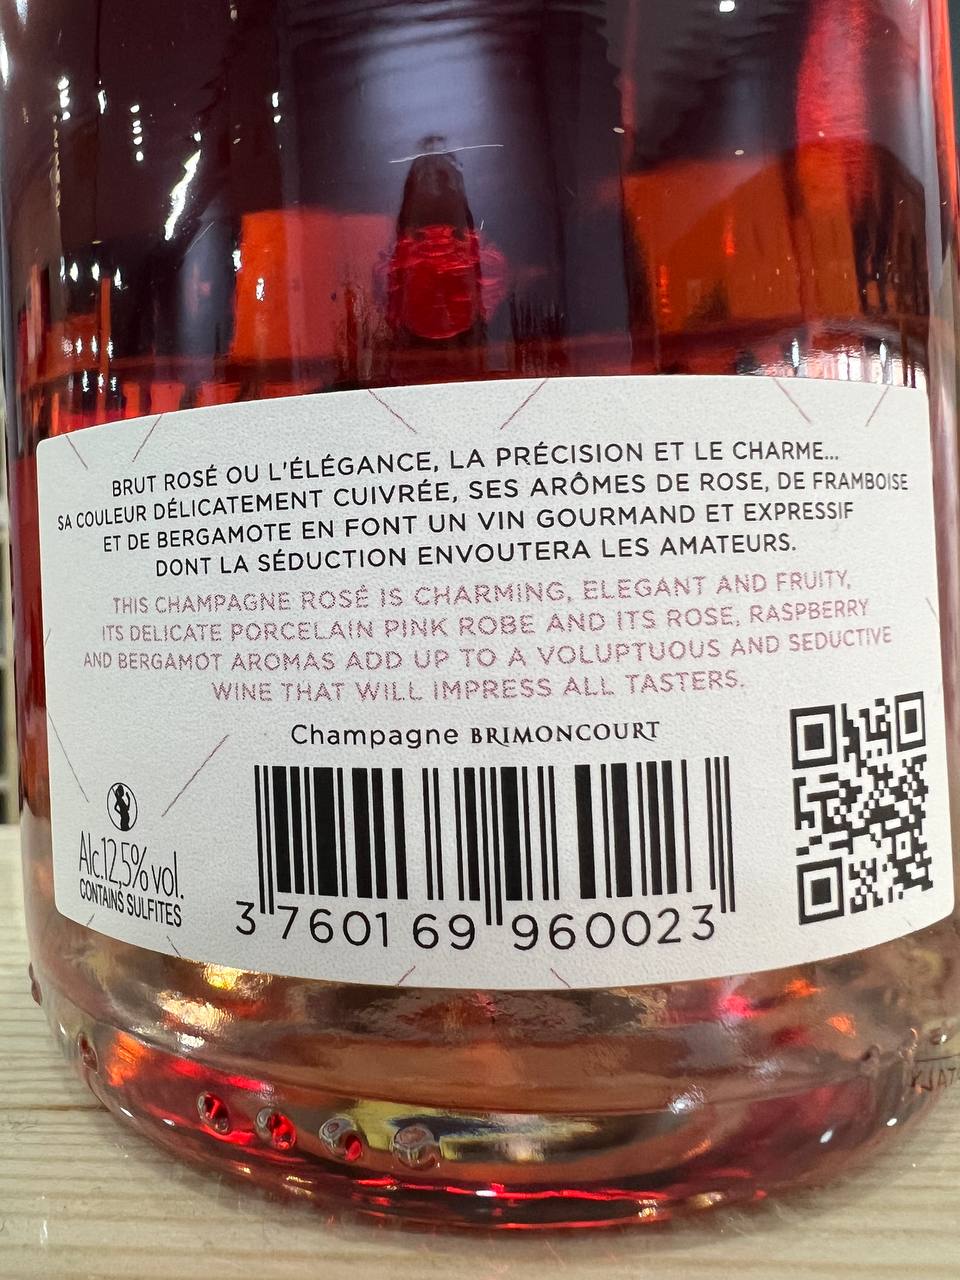 BRUT ROSÉ OU L'ÉLÉGANCE, LA PRÉCISION ET LE CHARME...
SA COULEUR DÉLICATEMENT CUIVRÉE, SES ARÔMES DE ROSE, DE FRAMBOISE
ET DE BERGAMOTE EN FONT UN VIN GOURMAND ET EXPRESSIF
DONT LA SÉDUCTION ENVOUTERA LES AMATEURS.
THIS CHAMPAGNE ROSÉ IS CHARMING, ELEGANT AND FRUITY,
ITS DELICATE PORCELAIN PINK ROBE AND ITS ROSE, RASPBERRY
AND BERGAMOT AROMAS ADD UP TO A VOLUPTUOUS AND SEDUCTIVE
WINE THAT WILL IMPRESS ALL TASTERS.
Champagne BRIMONCOURT
Alc.12,5% vol.
CONTAINS SULFITES
3 760169 960023